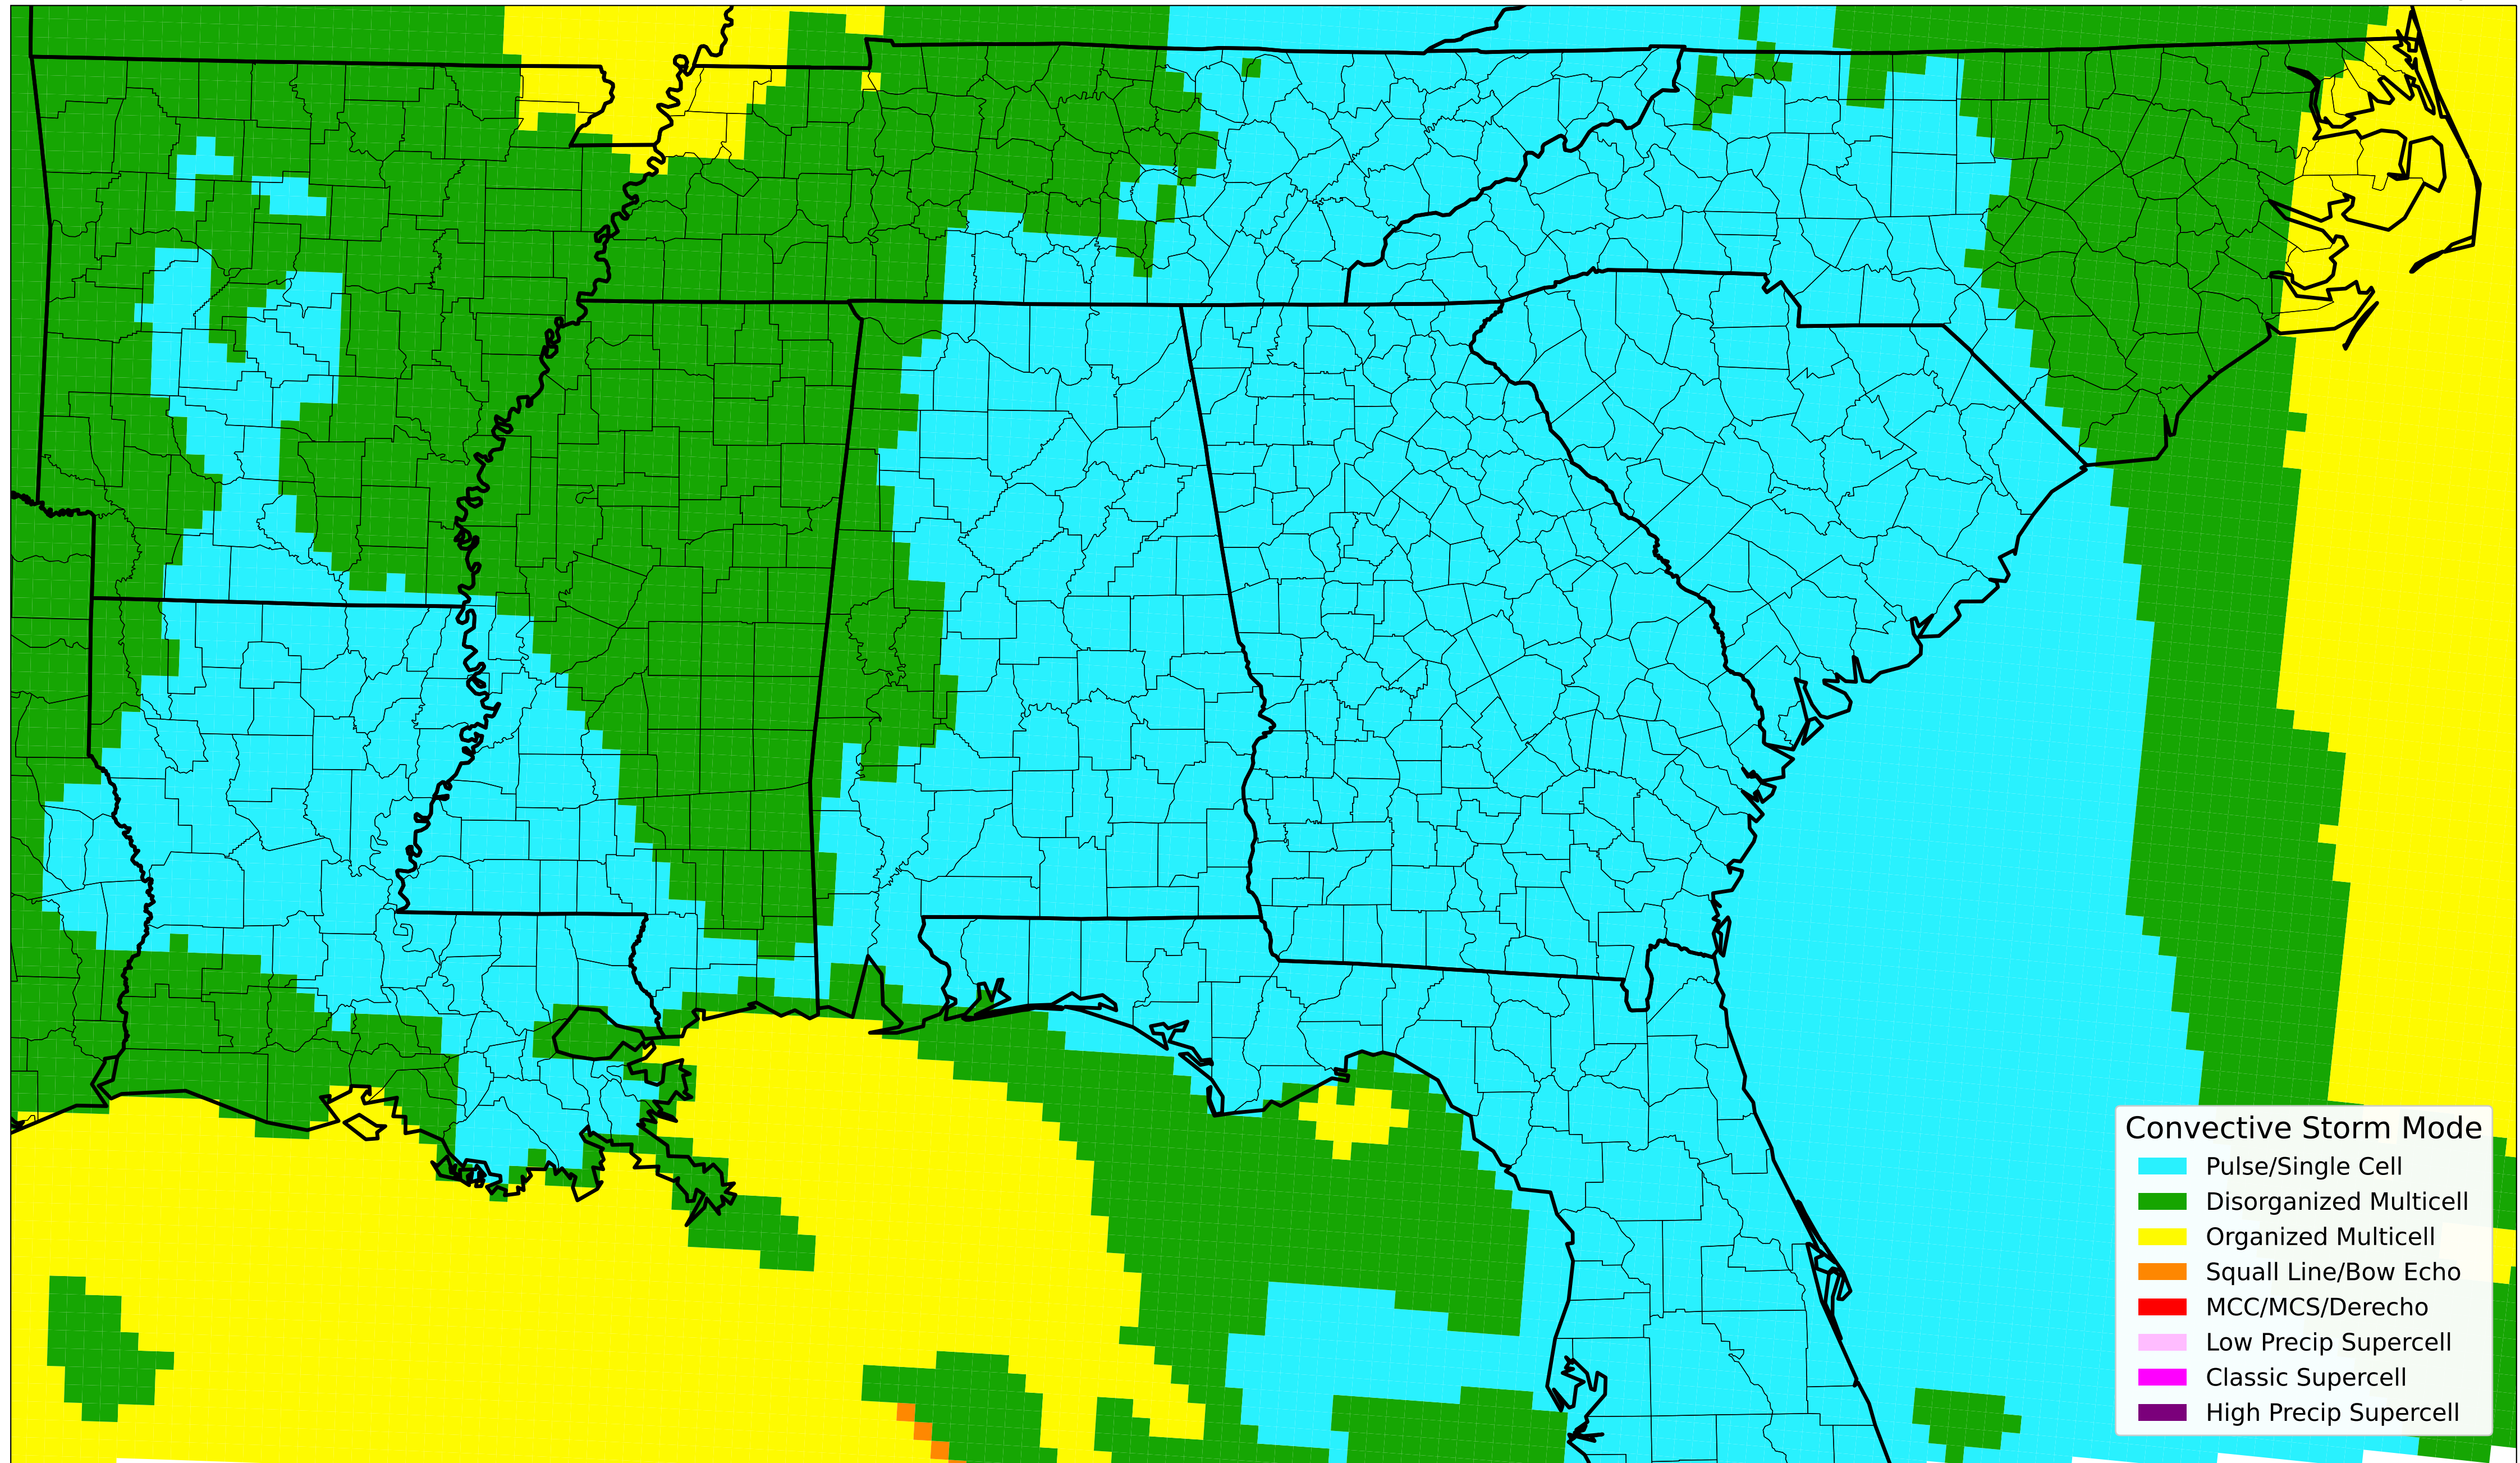 Convective Storm Mode
Pulse/Single Cell
Disorganized Multicell
Organized Multicell
Squall Line/Bow Echo
MCC/MCS/Derecho
Low Precip Supercell
Classic Supercell
High Precip Supercell